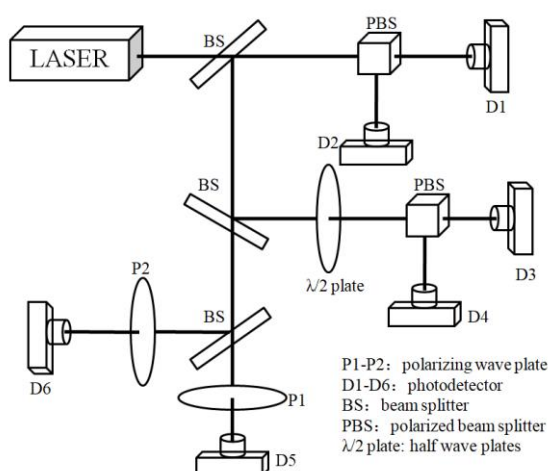 LASER
BS
PBS
D1
D2
BS
PBS
λ/2 plate
D3
D4
P2
BS
D6
P1
D5
P1-P2： polarizing wave plate
D1-D6： photodetector
BS： beam splitter
PBS： polarized beam splitter
λ/2 plate: half wave plates